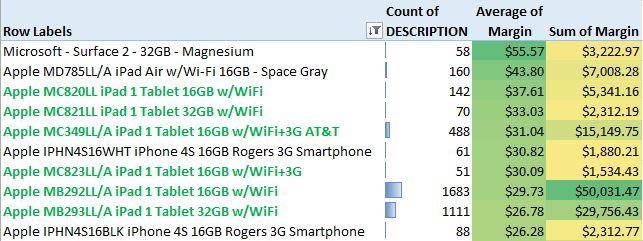 Row Labels Count of DESCRIPTION Average of Margin Sum of Margin
Microsoft - Surface 2 - 32GB - Magnesium 58 $55.57 $3,222.97
Apple MD785LL/A iPad Air w/Wi-Fi 16GB - Space Gray 160 $43.80 $7,008.28
Apple MC820LL iPad 1 Tablet 16GB w/WiFi 142 $37.61 $5,341.16
Apple MC821LL iPad 1 Tablet 32GB w/WiFi 70 $33.03 $2,312.19
Apple MC349LL/A iPad 1 Tablet 16GB w/WiFi+3G AT&T 488 $31.04 $15,149.75
Apple IPHN4S16WHT iPhone 4S 16GB Rogers 3G Smartphone 61 $30.82 $1,880.21
Apple MC823LL/A iPad 1 Tablet 16GB w/WiFi+3G 51 $30.09 $1,534.43
Apple MB292LL/A iPad 1 Tablet 16GB w/WiFi 1683 $29.73 $50,031.47
Apple MB293LL/A iPad 1 Tablet 32GB w/WiFi 1111 $26.78 $29,756.43
Apple IPHN4S16BLK iPhone 4S 16GB Rogers 3G Smartphone 88 $26.28 $2,312.77